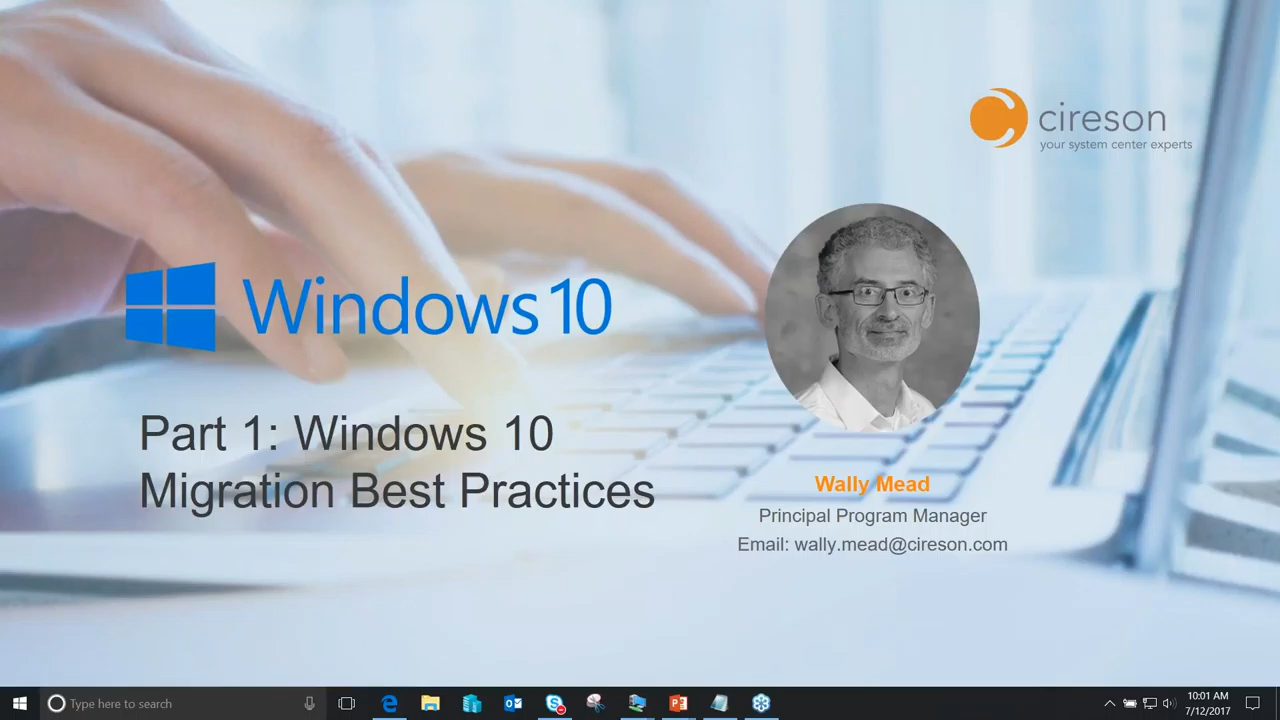 cireson
your system center experts
Windows 10
Part 1: Windows 10
Migration Best Practices
Wally Mead
Principal Program Manager
Email: wally.mead@cireson.com
Type here to search
10:01 AM
7/12/2017